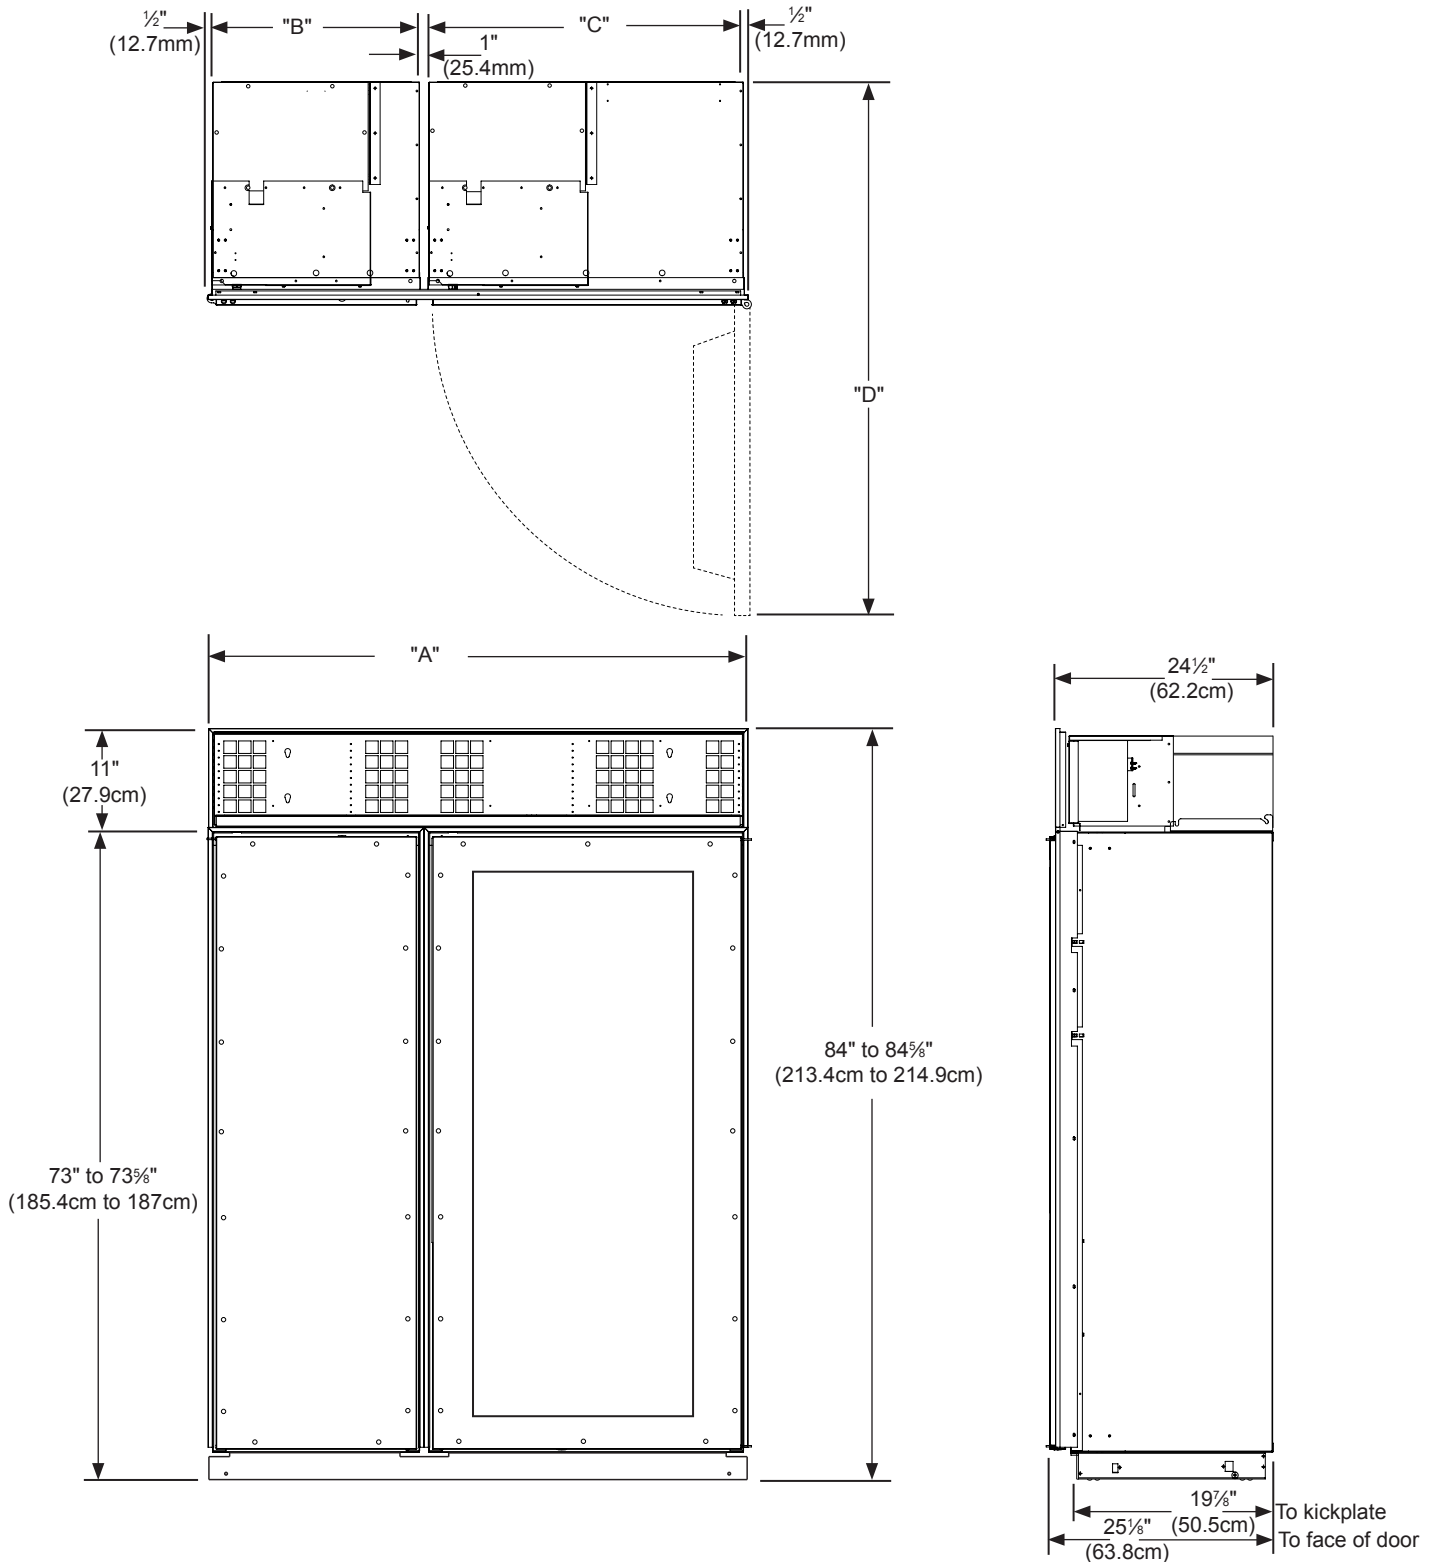 ½"
(12.7mm)
"B"
"C"
½"
(12.7mm)
1"
(25.4mm)
"D"
"A"
24½"
(62.2cm)
11"
(27.9cm)
84" to 84⅝"
(213.4cm to 214.9cm)
73" to 73⅝"
(185.4cm to 187cm)
19⅞"
(50.5cm)
To kickplate
25⅛"
(63.8cm)
To face of door